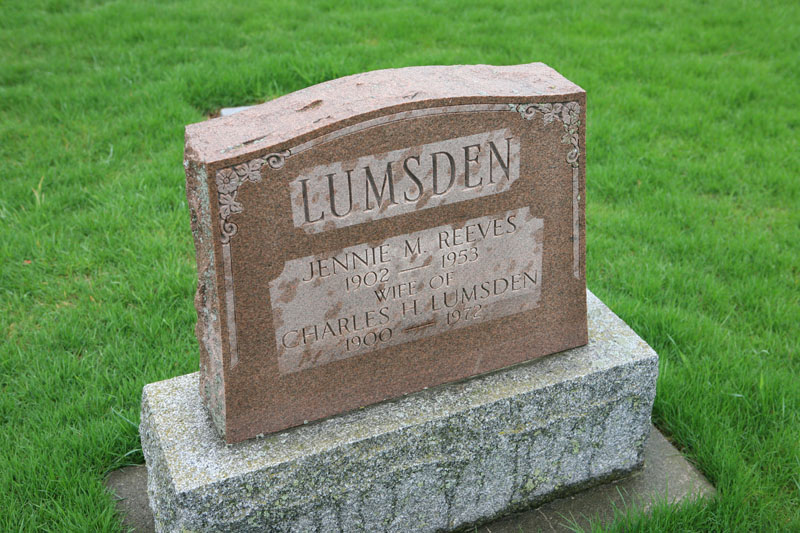 LUMSDEN
JENNIE M. REEVES
1902 — 1953
WIFE OF
CHARLES H. LUMSDEN
1900 — 1972